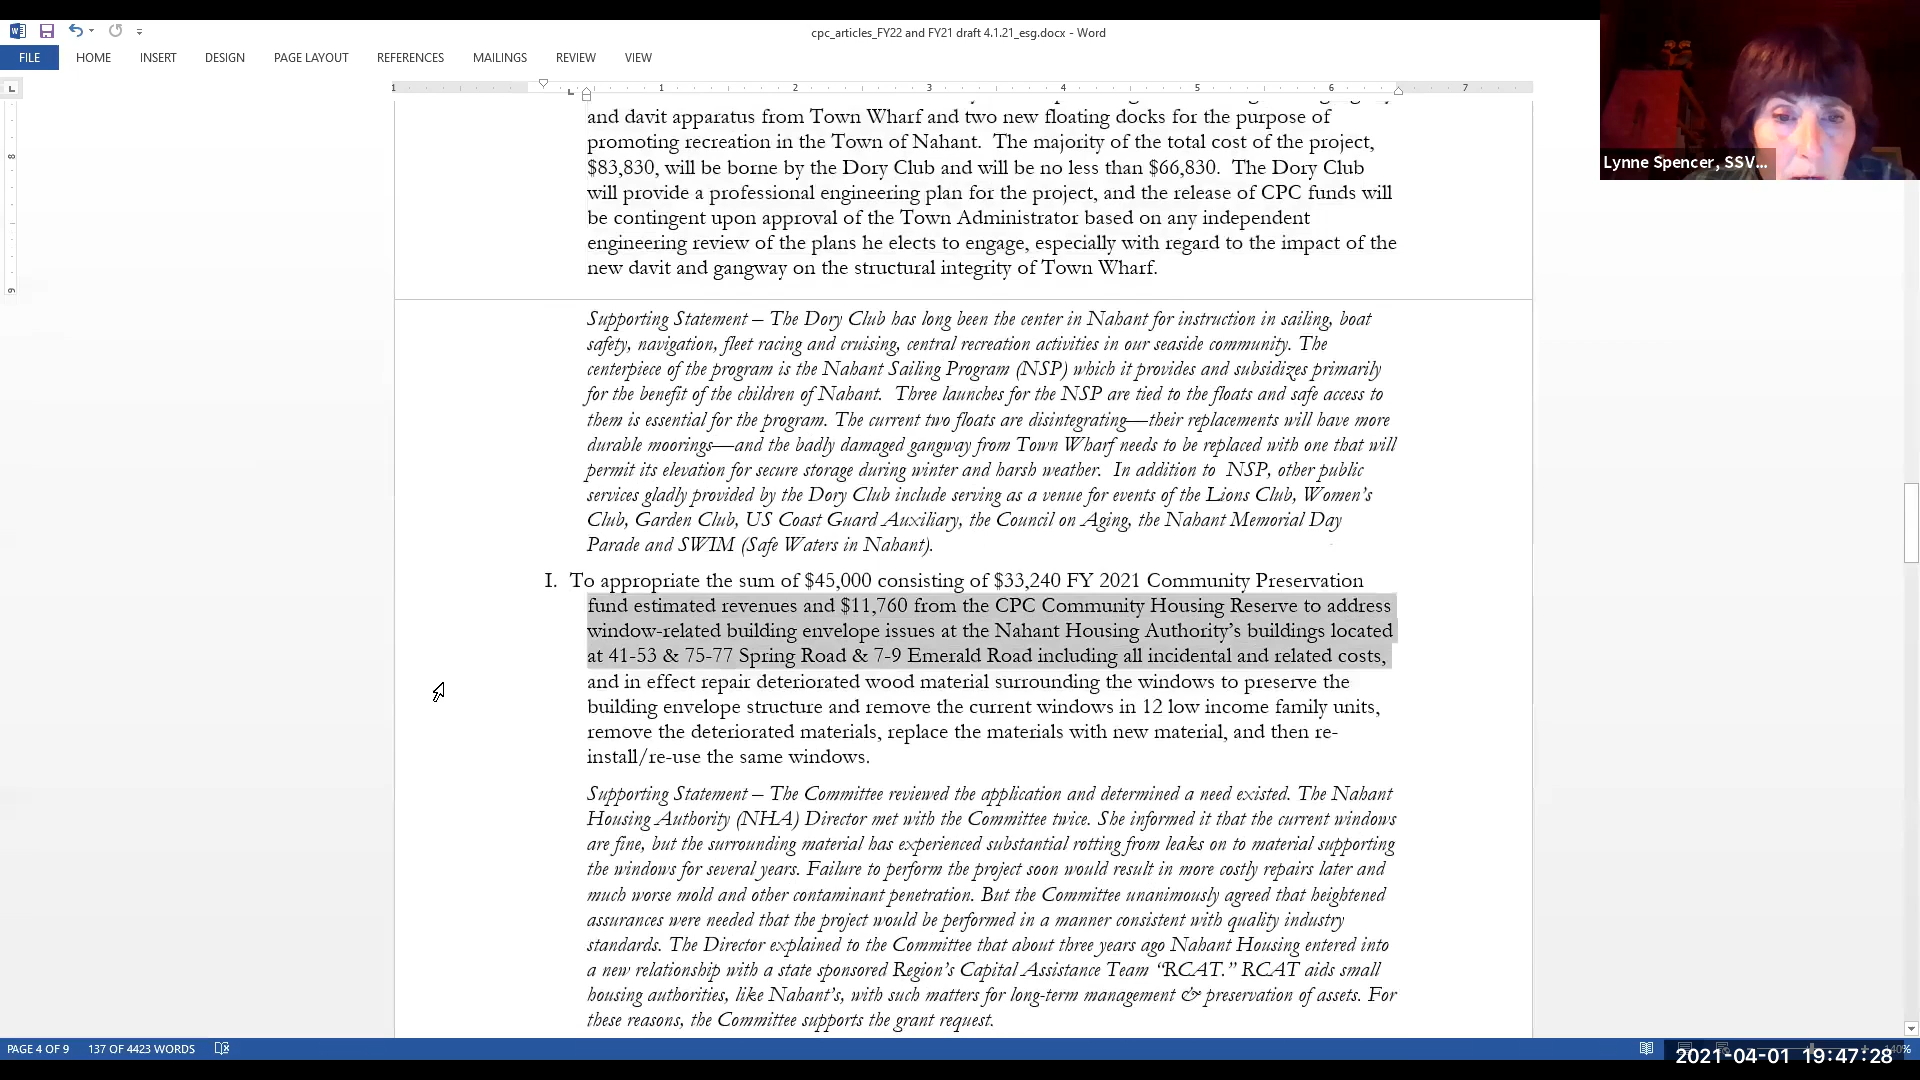 cpc_articles_FY22 and FY21 draft 4.1.21_esg.docx - Word
FILE HOME INSERT DESIGN PAGE LAYOUT REFERENCES MAILINGS REVIEW VIEW
1 1 2 3 4 5 6 7
Lynne Spencer, SSV...
and davit apparatus from Town Wharf and two new floating docks for the purpose of
promoting recreation in the Town of Nahant. The majority of the total cost of the project,
$83,830, will be borne by the Dory Club and will be no less than $66,830. The Dory Club
will provide a professional engineering plan for the project, and the release of CPC funds will
be contingent upon approval of the Town Administrator based on any independent
engineering review of the plans he elects to engage, especially with regard to the impact of the
new davit and gangway on the structural integrity of Town Wharf.
Supporting Statement – The Dory Club has long been the center in Nahant for instruction in sailing, boat
safety, navigation, fleet racing and cruising, central recreation activities in our seaside community. The
centerpiece of the program is the Nahant Sailing Program (NSP) which it provides and subsidizes primarily
for the benefit of the children of Nahant. Three launches for the NSP are tied to the floats and safe access to
them is essential for the program. The current two floats are disintegrating—their replacements will have more
durable moorings—and the badly damaged gangway from Town Wharf needs to be replaced with one that will
permit its elevation for secure storage during winter and harsh weather. In addition to NSP, other public
services gladly provided by the Dory Club include serving as a venue for events of the Lions Club, Women's
Club, Garden Club, US Coast Guard Auxiliary, the Council on Aging, the Nahant Memorial Day
Parade and SWIM (Safe Waters in Nahant).
I. To appropriate the sum of $45,000 consisting of $33,240 FY 2021 Community Preservation
fund estimated revenues and $11,760 from the CPC Community Housing Reserve to address
window-related building envelope issues at the Nahant Housing Authority's buildings located
at 41-53 & 75-77 Spring Road & 7-9 Emerald Road including all incidental and related costs,
and in effect repair deteriorated wood material surrounding the windows to preserve the
building envelope structure and remove the current windows in 12 low income family units,
remove the deteriorated materials, replace the materials with new material, and then re-
install/re-use the same windows.
Supporting Statement – The Committee reviewed the application and determined a need existed. The Nahant
Housing Authority (NHA) Director met with the Committee twice. She informed it that the current windows
are fine, but the surrounding material has experienced substantial rotting from leaks on to material supporting
the windows for several years. Failure to perform the project soon would result in more costly repairs later and
much worse mold and other contaminant penetration. But the Committee unanimously agreed that heightened
assurances were needed that the project would be performed in a manner consistent with quality industry
standards. The Director explained to the Committee that about three years ago Nahant Housing entered into
a new relationship with a state sponsored Region's Capital Assistance Team "RCAT." RCAT aids small
housing authorities, like Nahant's, with such matters for long-term management & preservation of assets. For
these reasons, the Committee supports the grant request.
8
9
PAGE 4 OF 9 137 OF 4423 WORDS
2021-04-01 19:47:28